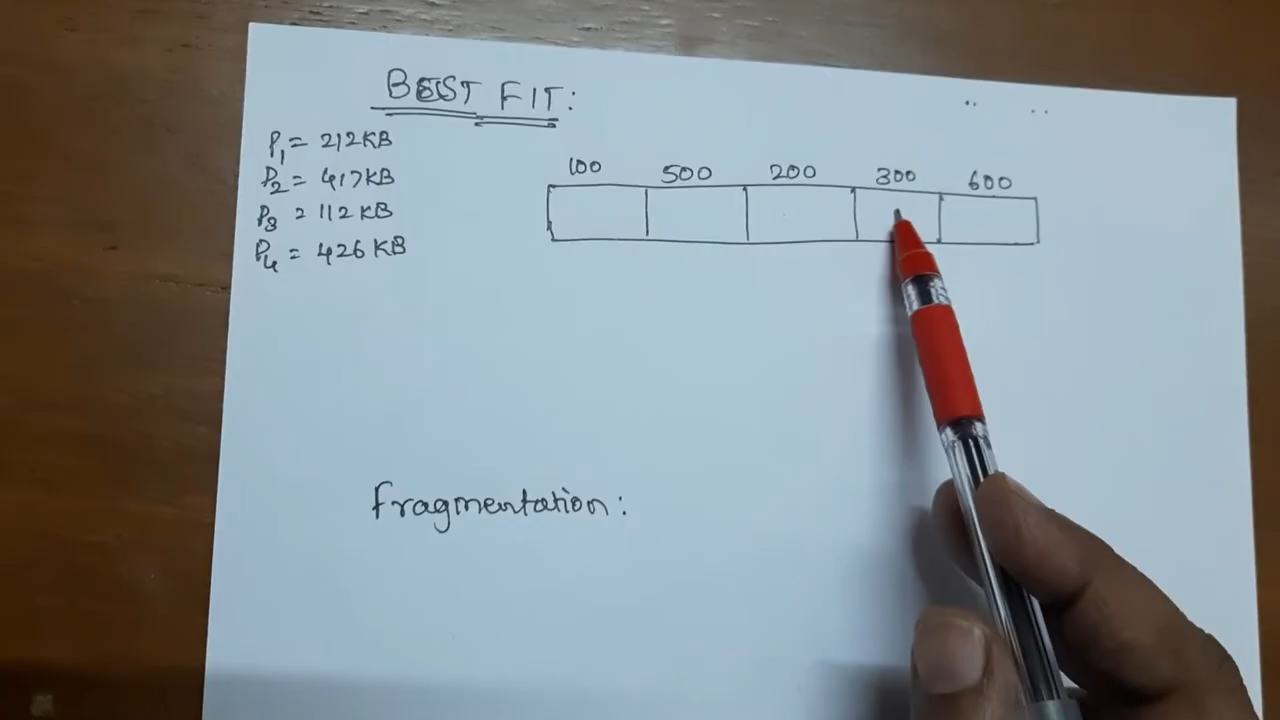 BEST FIT:
P1 = 212KB
P2 = 417KB
P3 = 112KB
P4 = 426KB
100 500 200 300 600
fragmentation: